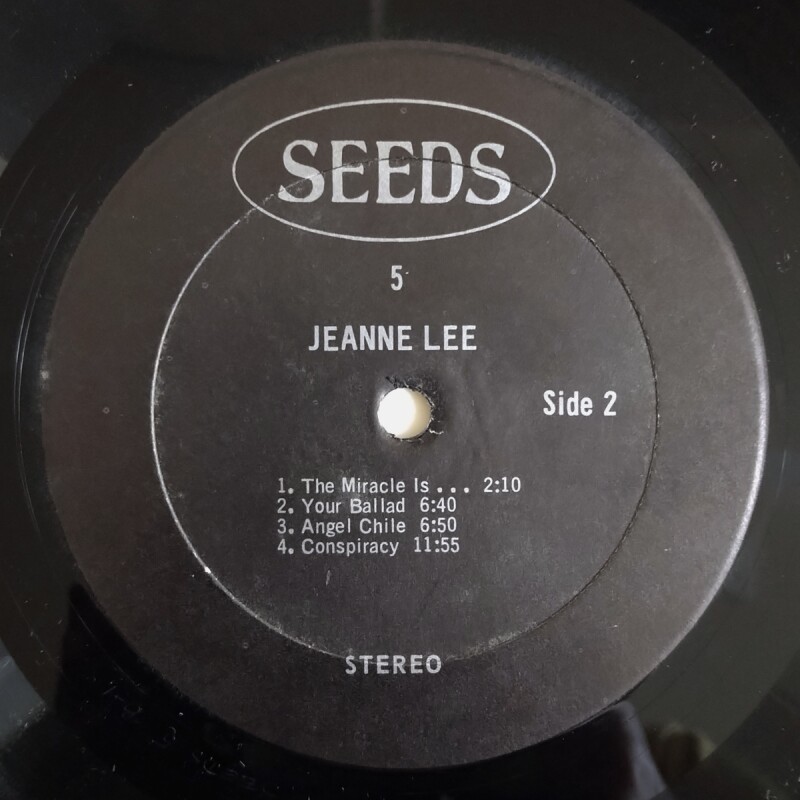 SEEDS
5
JEANNE LEE
Side 2
1. The Miracle Is ... 2:10
2. Your Ballad 6:40
3. Angel Chile 6:50
4. Conspiracy 11:55
STEREO